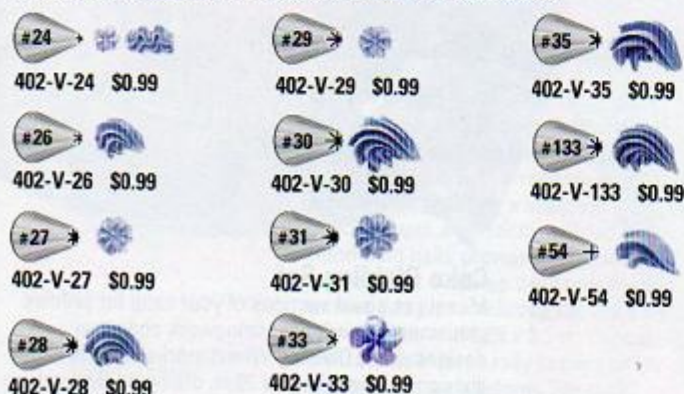 #24
402-V-24 $0.99
#26
402-V-26 $0.99
#27
402-V-27 $0.99
#28
402-V-28 $0.99
#29
402-V-29 $0.99
#30
402-V-30 $0.99
#31
402-V-31 $0.99
#33
402-V-33 $0.99
#35
402-V-35 $0.99
#133
402-V-133 $0.99
#54
402-V-54 $0.99